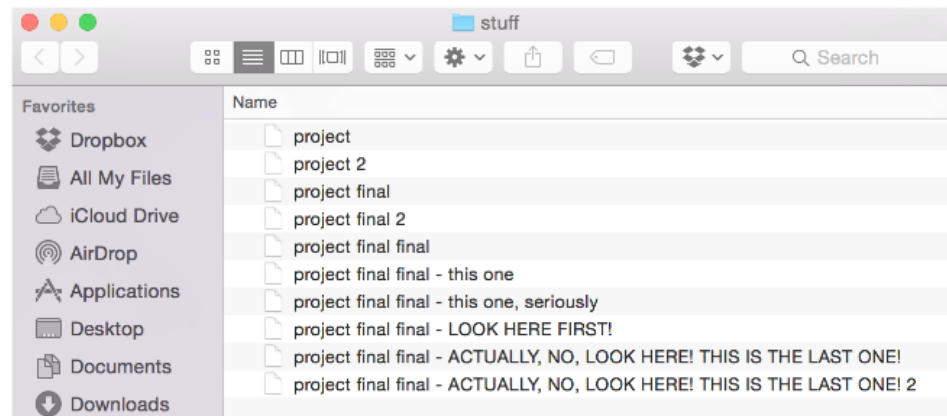 stuff
Search
Favorites
Dropbox
All My Files
iCloud Drive
AirDrop
Applications
Desktop
Documents
Downloads
Name
project
project 2
project final
project final 2
project final final
project final final - this one
project final final - this one, seriously
project final final - LOOK HERE FIRST!
project final final - ACTUALLY, NO, LOOK HERE! THIS IS THE LAST ONE!
project final final - ACTUALLY, NO, LOOK HERE! THIS IS THE LAST ONE! 2